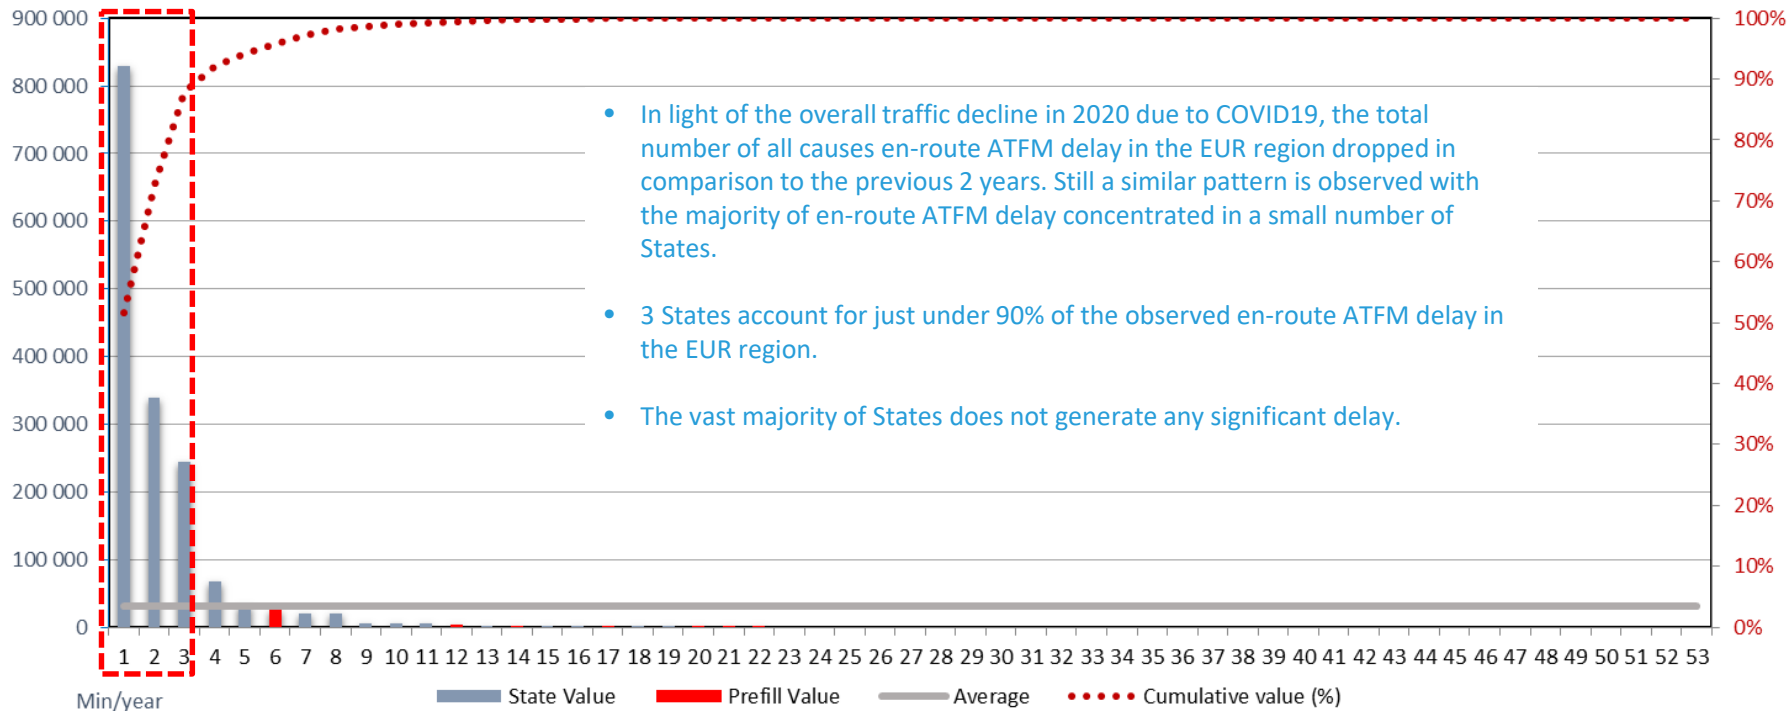 900 000
800 000
700 000
600 000
500 000
400 000
300 000
200 000
100 000
0
100%
90%
80%
70%
60%
50%
40%
30%
20%
10%
0%
• In light of the overall traffic decline in 2020 due to COVID19, the total
number of all causes en-route ATFM delay in the EUR region dropped in
comparison to the previous 2 years. Still a similar pattern is observed with
the majority of en-route ATFM delay concentrated in a small number of
States.
• 3 States account for just under 90% of the observed en-route ATFM delay in
the EUR region.
• The vast majority of States does not generate any significant delay.
1 2 3 4 5 6 7 8 9 10 11 12 13 14 15 16 17 18 19 20 21 22 23 24 25 26 27 28 29 30 31 32 33 34 35 36 37 38 39 40 41 42 43 44 45 46 47 48 49 50 51 52 53
Min/year
State Value Prefill Value Average Cumulative value (%)